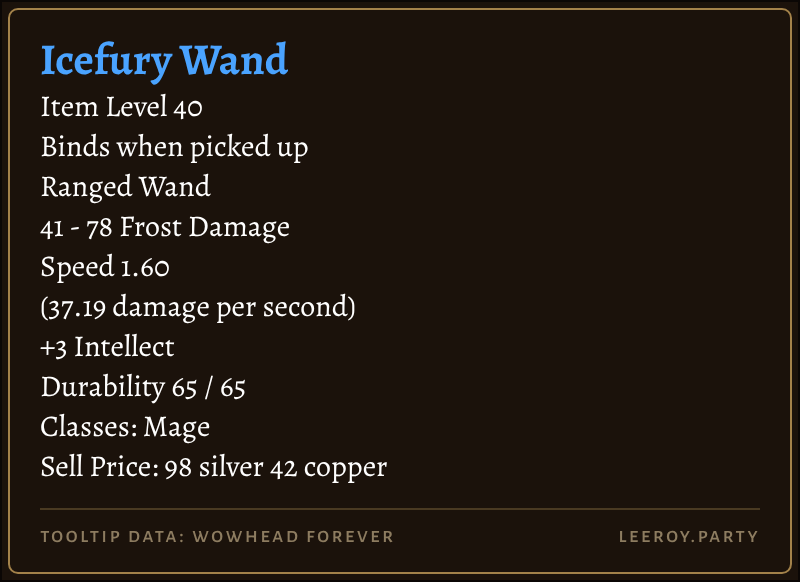 Icefury Wand
Item Level 40
Binds when picked up
Ranged Wand
41 - 78 Frost Damage
Speed 1.60
(37.19 damage per second)
+3 Intellect
Durability 65 / 65
Classes: Mage
Sell Price: 98 silver 42 copper
TOOLTIP DATA: WOWHEAD FOREVER LEEROY.PARTY